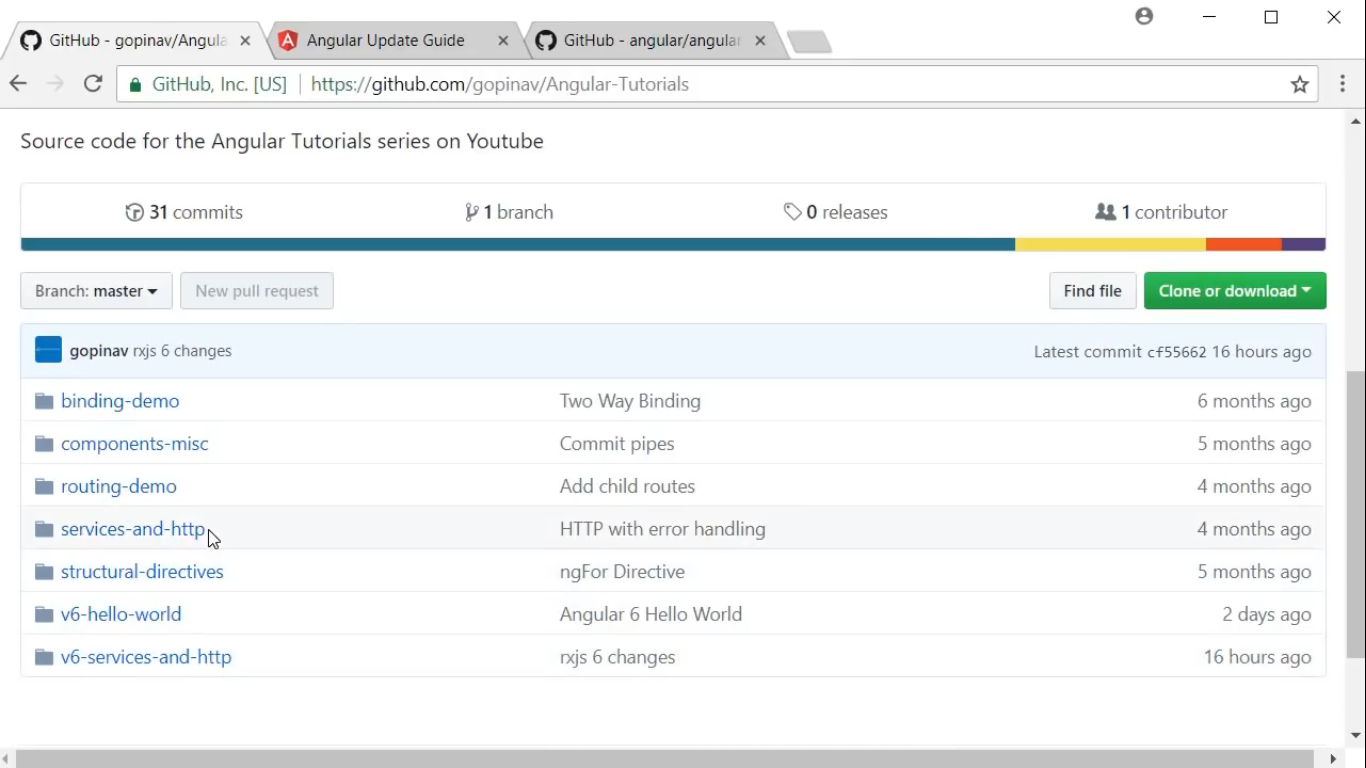 GitHub - gopinav/Angula
Angular Update Guide
GitHub - angular/angular
GitHub, Inc. [US] https://github.com/gopinav/Angular-Tutorials
Source code for the Angular Tutorials series on Youtube
31 commits 1 branch 0 releases 1 contributor
Branch: master New pull request Find file Clone or download
gopinav rxjs 6 changes Latest commit cf55662 16 hours ago
binding-demo Two Way Binding 6 months ago
components-misc Commit pipes 5 months ago
routing-demo Add child routes 4 months ago
services-and-http HTTP with error handling 4 months ago
structural-directives ngFor Directive 5 months ago
v6-hello-world Angular 6 Hello World 2 days ago
v6-services-and-http rxjs 6 changes 16 hours ago